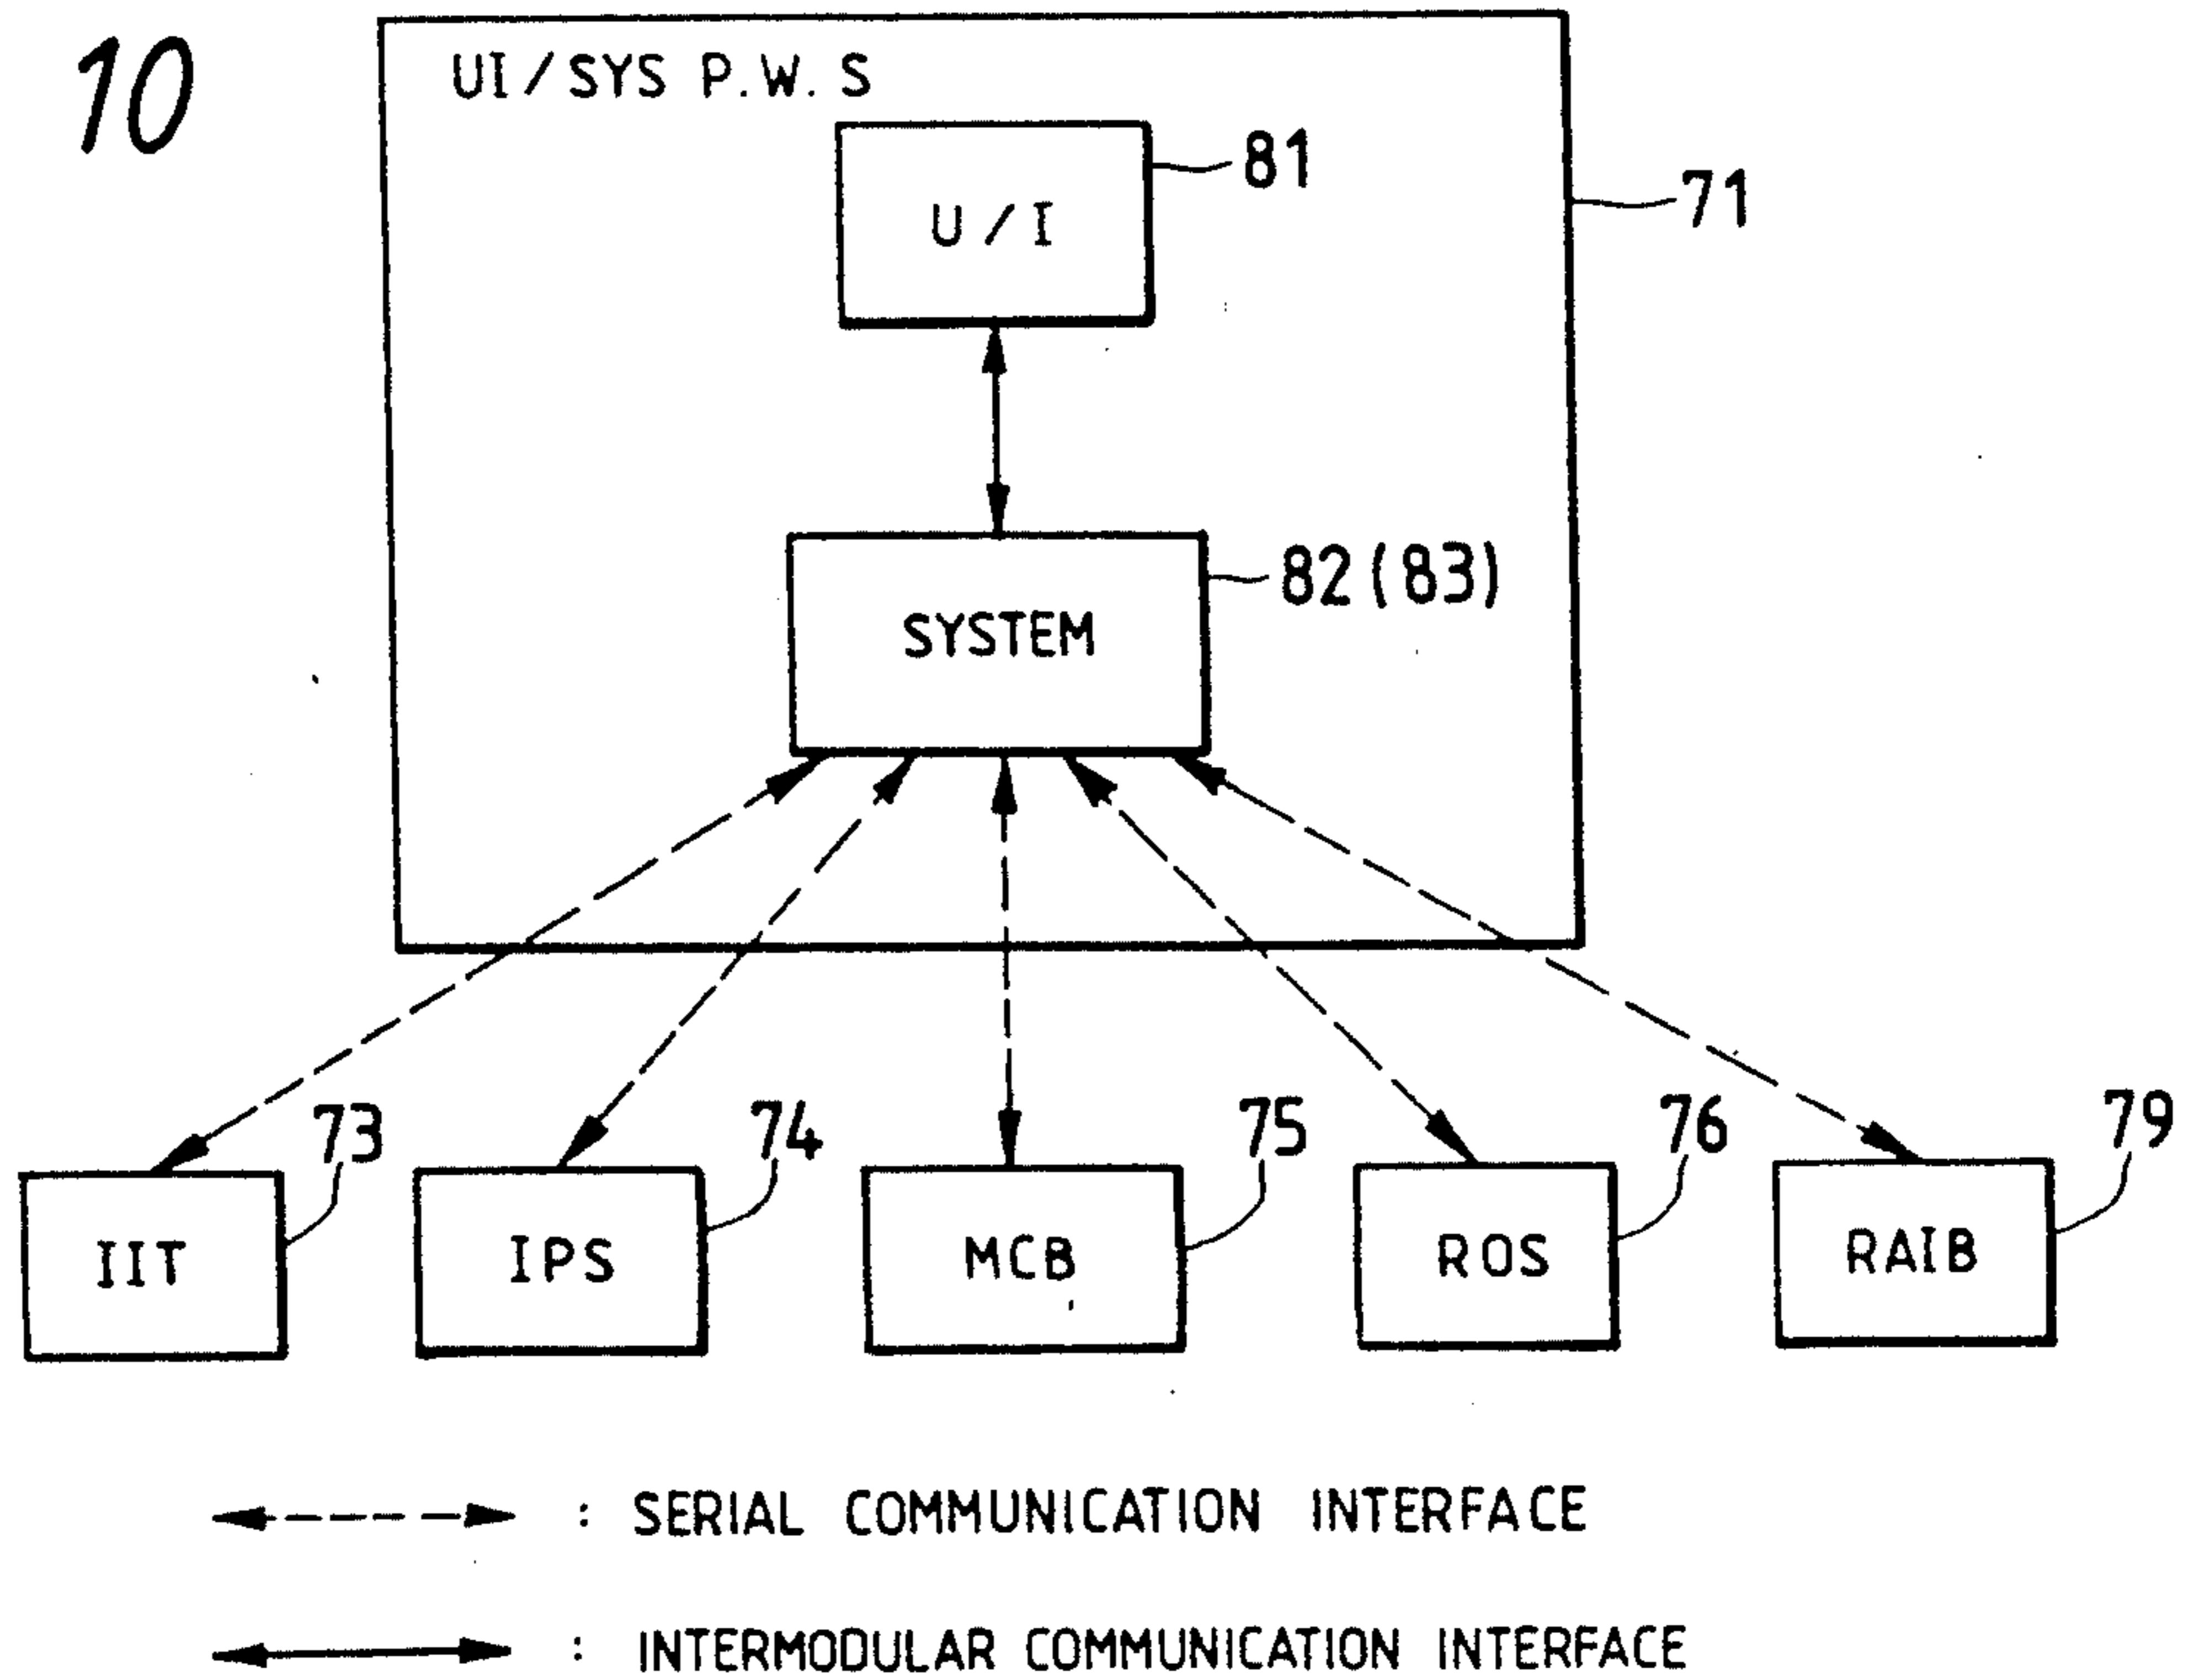 10
UI/SYS P.W.S
U/I
81
71
SYSTEM
82(83)
73
74
75
76
79
IIT
IPS
MCB
ROS
RAIB
: SERIAL COMMUNICATION INTERFACE
: INTERMODULAR COMMUNICATION INTERFACE